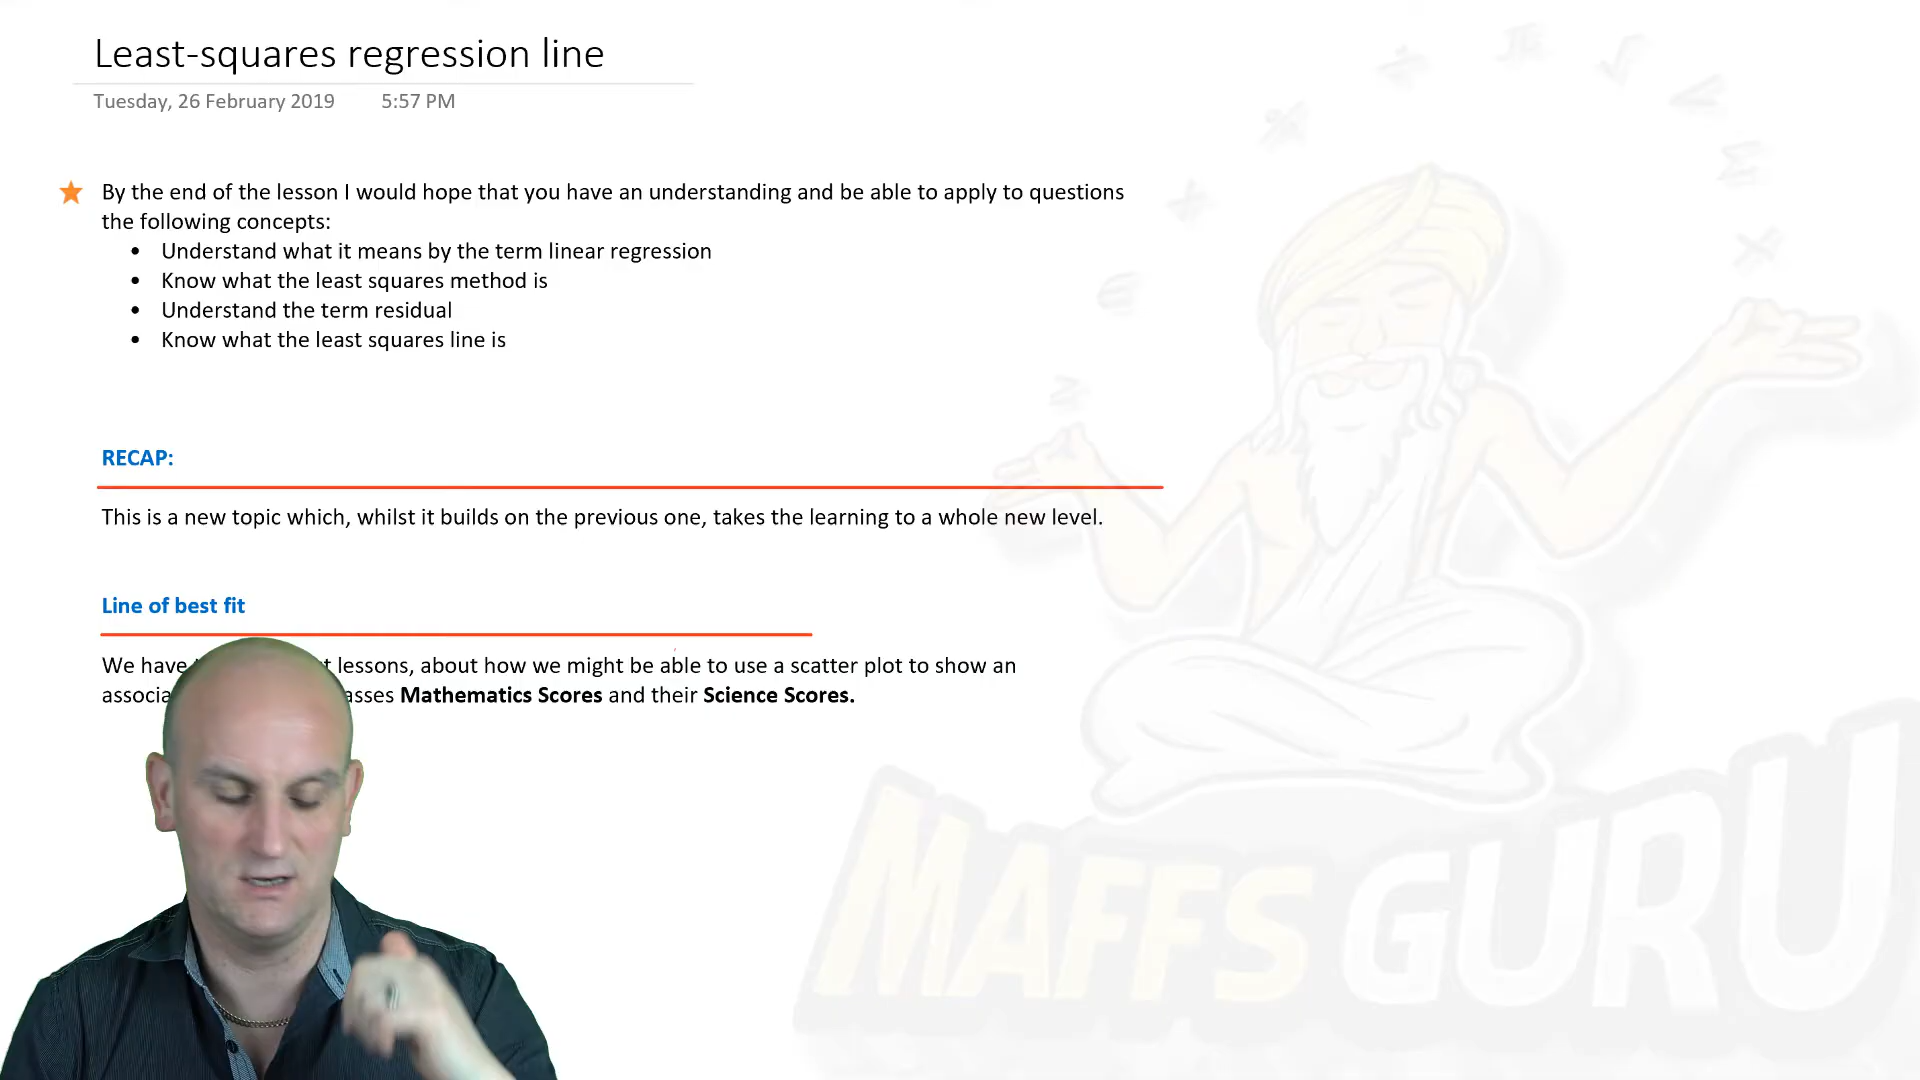 Least-squares regression line
Tuesday, 26 February 2019 5:57 PM
By the end of the lesson I would hope that you have an understanding and be able to apply to questions
the following concepts:
• Understand what it means by the term linear regression
• Know what the least squares method is
• Understand the term residual
• Know what the least squares line is
RECAP:
This is a new topic which, whilst it builds on the previous one, takes the learning to a whole new level.
Line of best fit
We have lessons, about how we might be able to use a scatter plot to show an
Mathematics Scores and their Science Scores.
MAFFS GURU